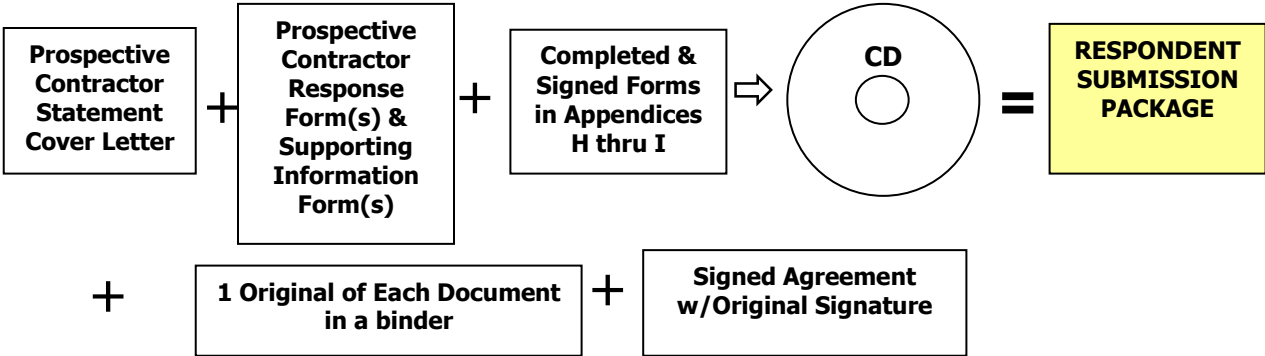 Prospective
Contractor
Statement
Cover Letter
+
Prospective
Contractor
Response
Form(s) &
Supporting
Information
Form(s)
+
Completed &
Signed Forms
in Appendices
H thru I
CD
=
RESPONDENT
SUBMISSION
PACKAGE
+
1 Original of Each Document
in a binder
+
Signed Agreement
w/Original Signature